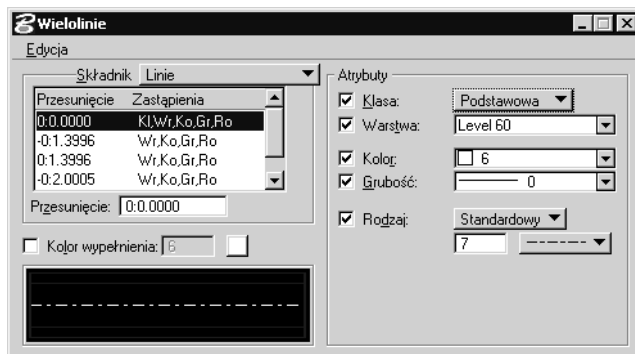 Wielolinie
Edycja
Składnik Linie
Przesunięcie Zastąpienia
0:0.0000 Kl,Wr,Ko,Gr,Ro
-0:1.3996 Wr,Ko,Gr,Ro
0:1.3996 Wr,Ko,Gr,Ro
-0:2.0005 Wr,Ko,Gr,Ro
Przesunięcie: 0:0.0000
Kolor wypełnienia: 6
Atrybuty
Klasa: Podstawowa
Warstwa: Level 60
Kolor: 6
Grubość: 0
Rodzaj: Standardowy
7